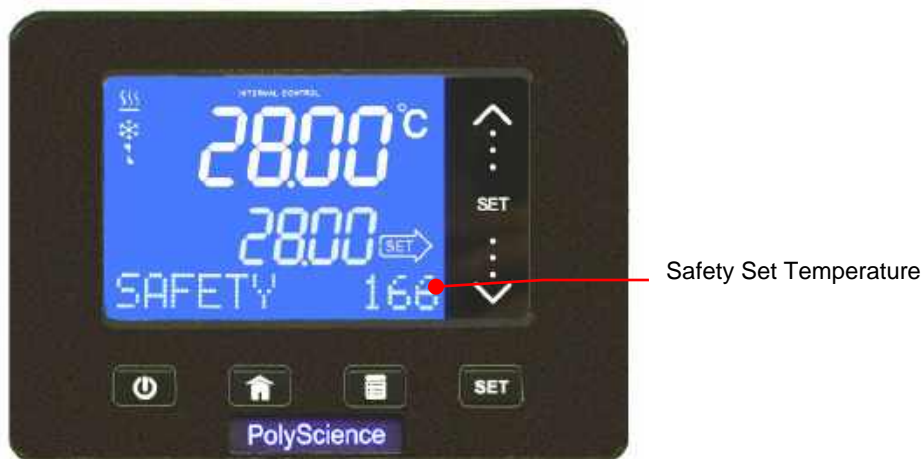 INTERNAL CONTROL
28.00°C
SET
28.00 SET
SAFETY 166
Safety Set Temperature
SET
PolyScience